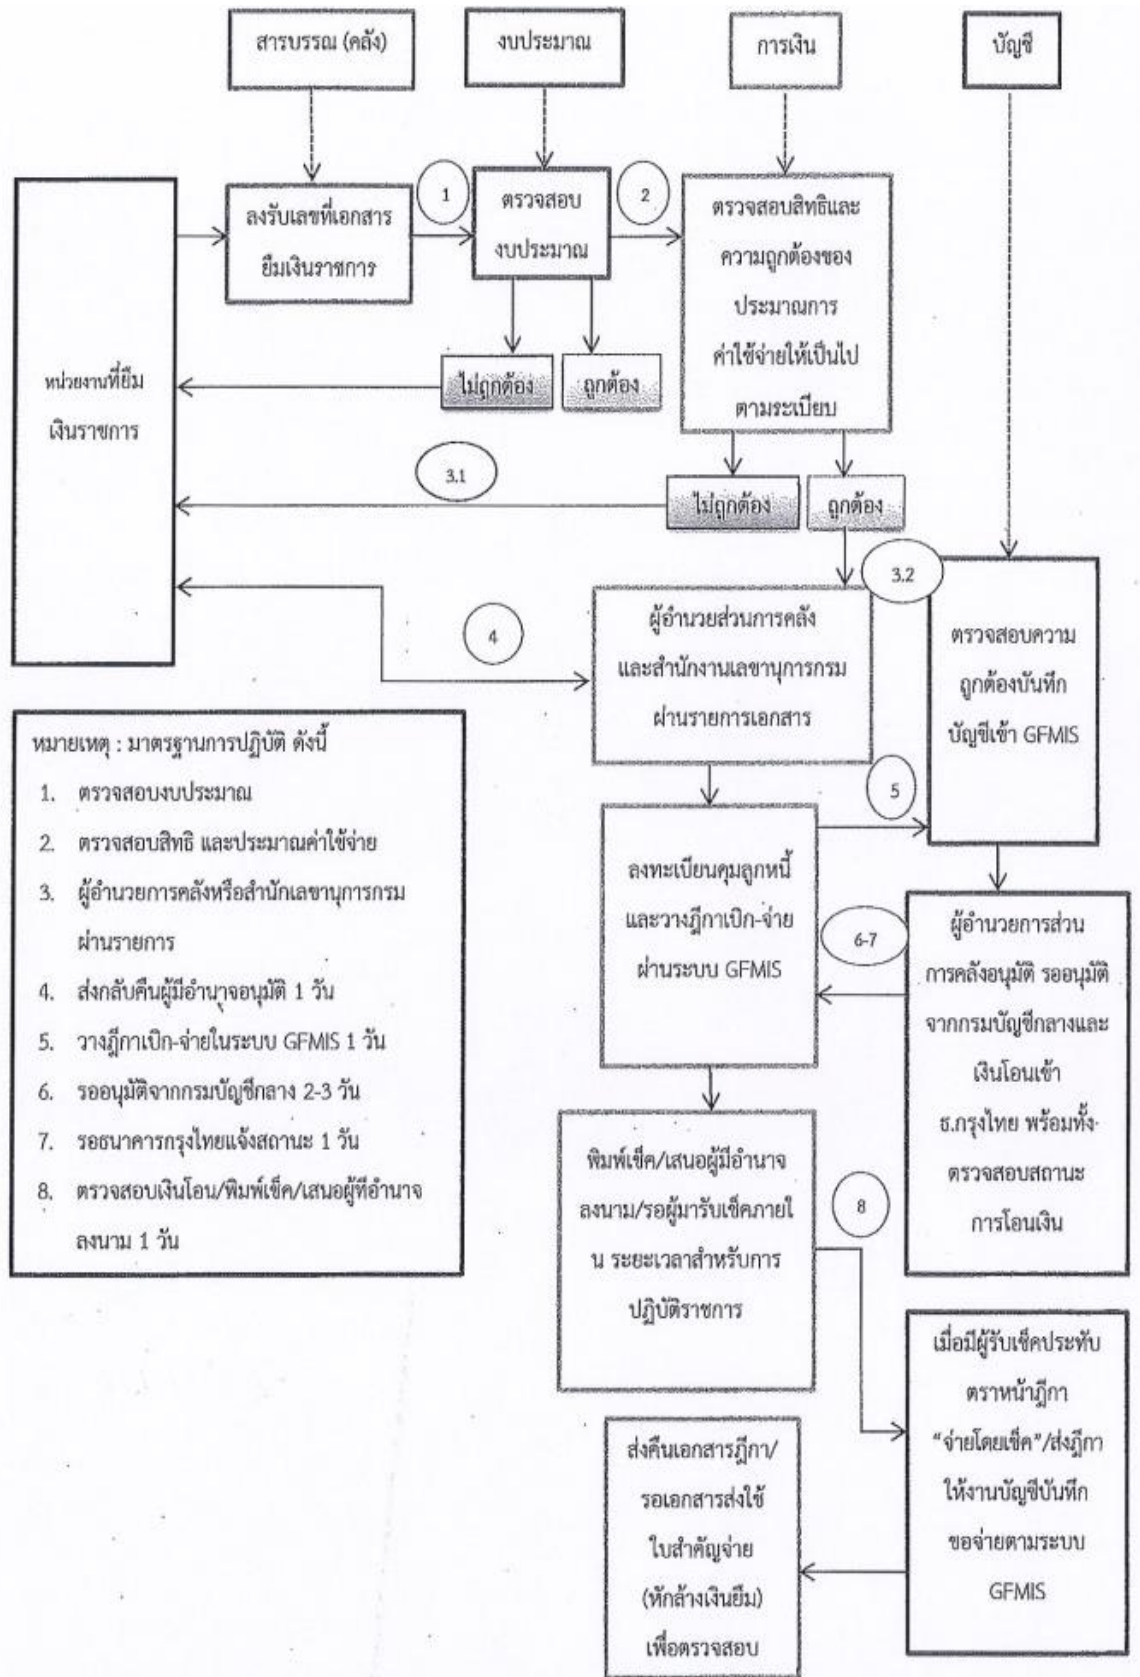 สารบรรณ (คลัง)
งบประมาณ
การเงิน
บัญชี
หน่วยงานที่ยืม
เงินราชการ
ลงรับเลขที่เอกสาร
ยืมเงินราชการ
1
ตรวจสอบ
งบประมาณ
2
ตรวจสอบสิทธิและ
ความถูกต้องของ
ประมาณการ
ค่าใช้จ่ายให้เป็นไป
ตามระเบียบ
ไม่ถูกต้อง
ถูกต้อง
3.1
ไม่ถูกต้อง
ถูกต้อง
3.2
4
ผู้อำนวยส่วนการคลัง
และสำนักงานเลขานุการกรม
ผ่านรายการเอกสาร
ตรวจสอบความ
ถูกต้องบันทึก
บัญชีเข้า GFMIS
5
ลงทะเบียนคุมลูกหนี้
และวางฎีกาเบิก-จ่าย
ผ่านระบบ GFMIS
6-7
ผู้อำนวยการส่วน
การคลังอนุมัติ รออนุมัติ
จากกรมบัญชีกลางและ
เงินโอนเข้า
ธ.กรุงไทย พร้อมทั้ง
ตรวจสอบสถานะ
การโอนเงิน
พิมพ์เช็ค/เสนอผู้มีอำนาจ
ลงนาม/รอผู้มารับเช็คภายใ
น ระยะเวลาสำหรับการ
ปฏิบัติราชการ
8
เมื่อมีผู้รับเช็คประทับ
ตราหน้าฎีกา
"จ่ายโดยเช็ค"/ส่งฎีกา
ให้งานบัญชีบันทึก
ขอจ่ายตามระบบ
GFMIS
ส่งคืนเอกสารฎีกา/
รอเอกสารส่งใช้
ใบสำคัญจ่าย
(หักล้างเงินยืม)
เพื่อตรวจสอบ
หมายเหตุ : มาตรฐานการปฏิบัติ ดังนี้
1. ตรวจสอบงบประมาณ
2. ตรวจสอบสิทธิ และประมาณค่าใช้จ่าย
3. ผู้อำนวยการคลังหรือสำนักเลขานุการกรม
ผ่านรายการ
4. ส่งกลับคืนผู้มีอำนาจอนุมัติ 1 วัน
5. วางฎีกาเบิก-จ่ายในระบบ GFMIS 1 วัน
6. รออนุมัติจากกรมบัญชีกลาง 2-3 วัน
7. รอธนาคารกรุงไทยแจ้งสถานะ 1 วัน
8. ตรวจสอบเงินโอน/พิมพ์เช็ค/เสนอผู้ที่อำนาจ
ลงนาม 1 วัน